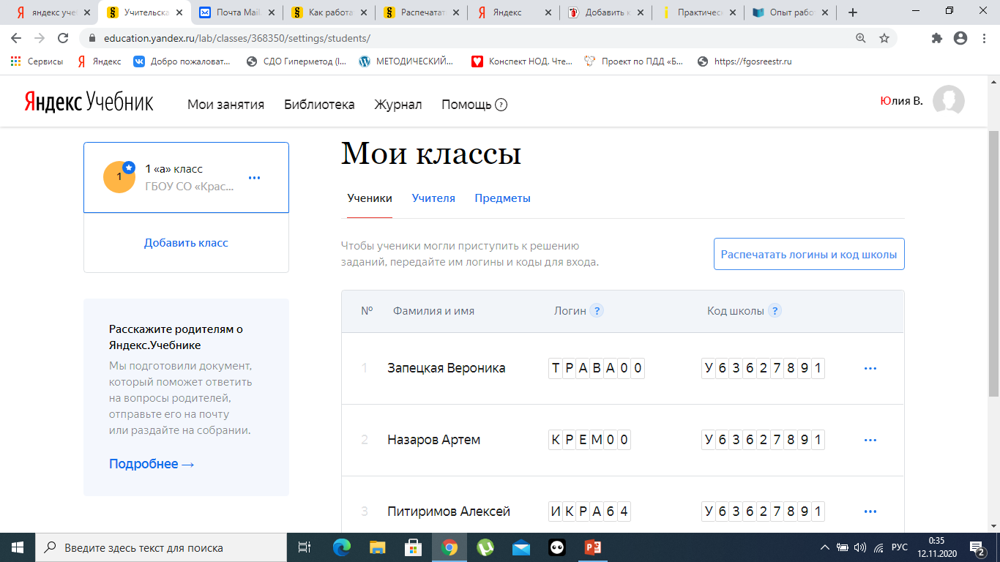 яндекс уче
Учительска
Почта Mail.
Как работа
Распечатат
Яндекс
Добавить к
Практичес
Опыт рабо
education.yandex.ru/lab/classes/368350/settings/students/
Сервисы
Яндекс
Добро пожаловат...
СДО Гиперметод (I...
МЕТОДИЧЕСКИЙ...
Конспект НОД. Чте...
Проект по ПДД «Б...
https://fgosreestr.ru
Яндекс Учебник
Мои занятия
Библиотека
Журнал
Помощь ?
Юлия В.
1
1 «а» класс
ГБОУ СО «Крас...
Добавить класс
Расскажите родителям о
Яндекс.Учебнике
Мы подготовили документ,
который поможет ответить
на вопросы родителей,
отправьте его на почту
или раздайте на собрании.
Подробнее →
Мои классы
Ученики Учителя Предметы
Чтобы ученики могли приступить к решению
заданий, передайте им логины и коды для входа.
Распечатать логины и код школы
№ Фамилия и имя Логин ? Код школы ?
1 Запецкая Вероника ТРАВА00 У63627891
2 Назаров Артем КРЕМ00 У63627891
3 Питиримов Алексей ИКРА64 У63627891
Введите здесь текст для поиска
РУС
0:35
12.11.2020
2